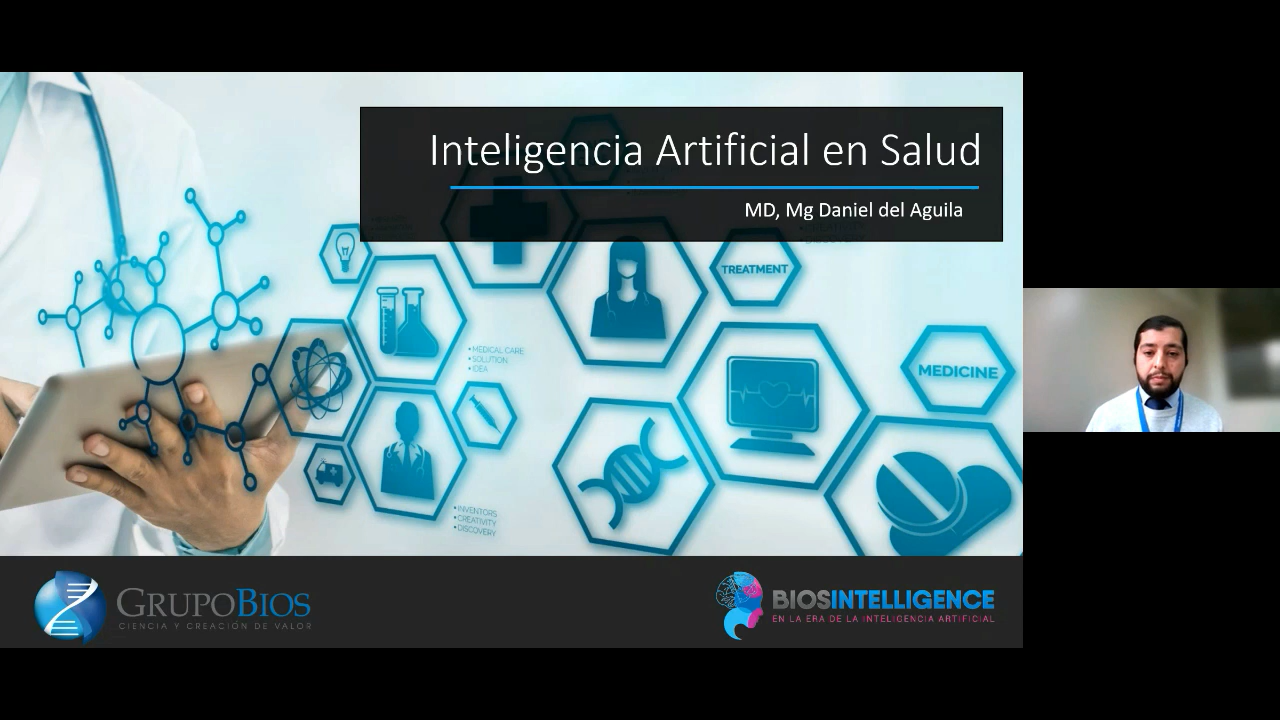 Inteligencia Artificial en Salud
MD, Mg Daniel del Aguila
TREATMENT
MEDICINE
• MEDICAL CARE
• SOLUTION
• IDEA
• INVENTORS
• CREATIVITY
• DISCOVERY
GRUPOBIOS
CIENCIA Y CREACIÓN DE VALOR
BIOSINTELLIGENCE
EN LA ERA DE LA INTELIGENCIA ARTIFICIAL